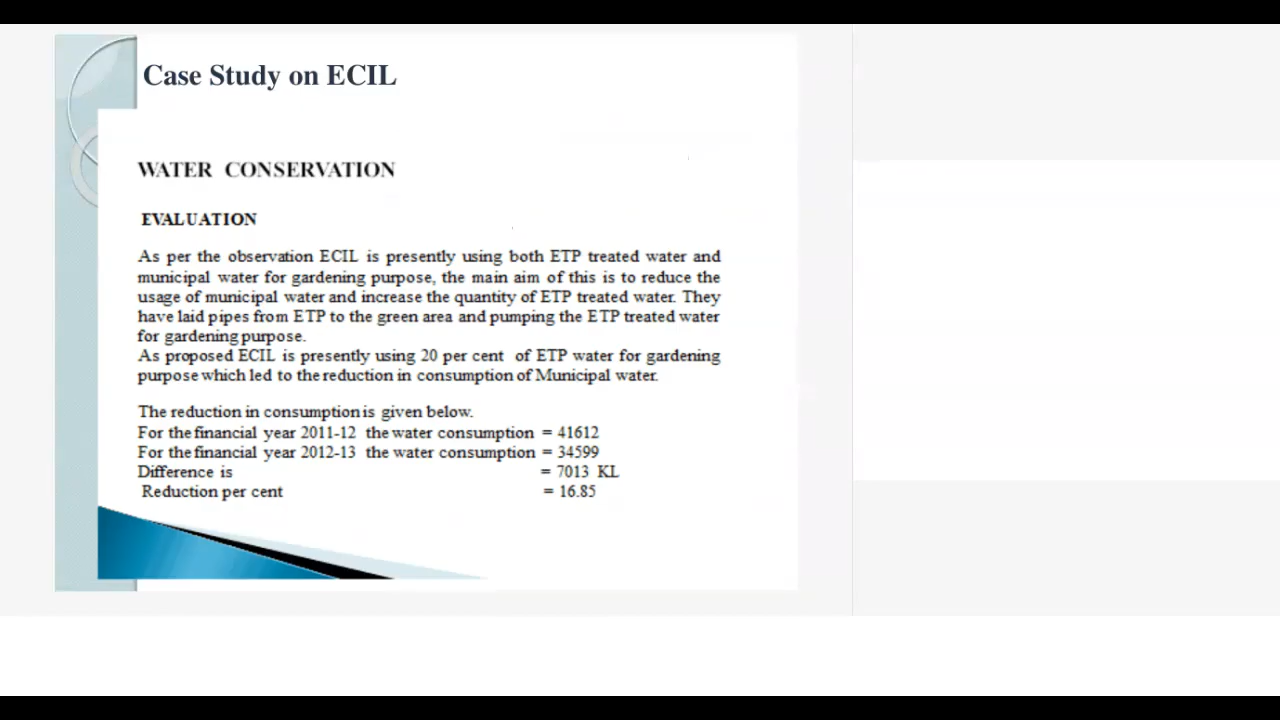 Case Study on ECIL
WATER CONSERVATION
EVALUATION
As per the observation ECIL is presently using both ETP treated water and
municipal water for gardening purpose, the main aim of this is to reduce the
usage of municipal water and increase the quantity of ETP treated water. They
have laid pipes from ETP to the green area and pumping the ETP treated water
for gardening purpose.
As proposed ECIL is presently using 20 per cent of ETP water for gardening
purpose which led to the reduction in consumption of Municipal water.
The reduction in consumption is given below.
For the financial year 2011-12 the water consumption = 41612
For the financial year 2012-13 the water consumption = 34599
Difference is = 7013 KL
Reduction per cent = 16.85